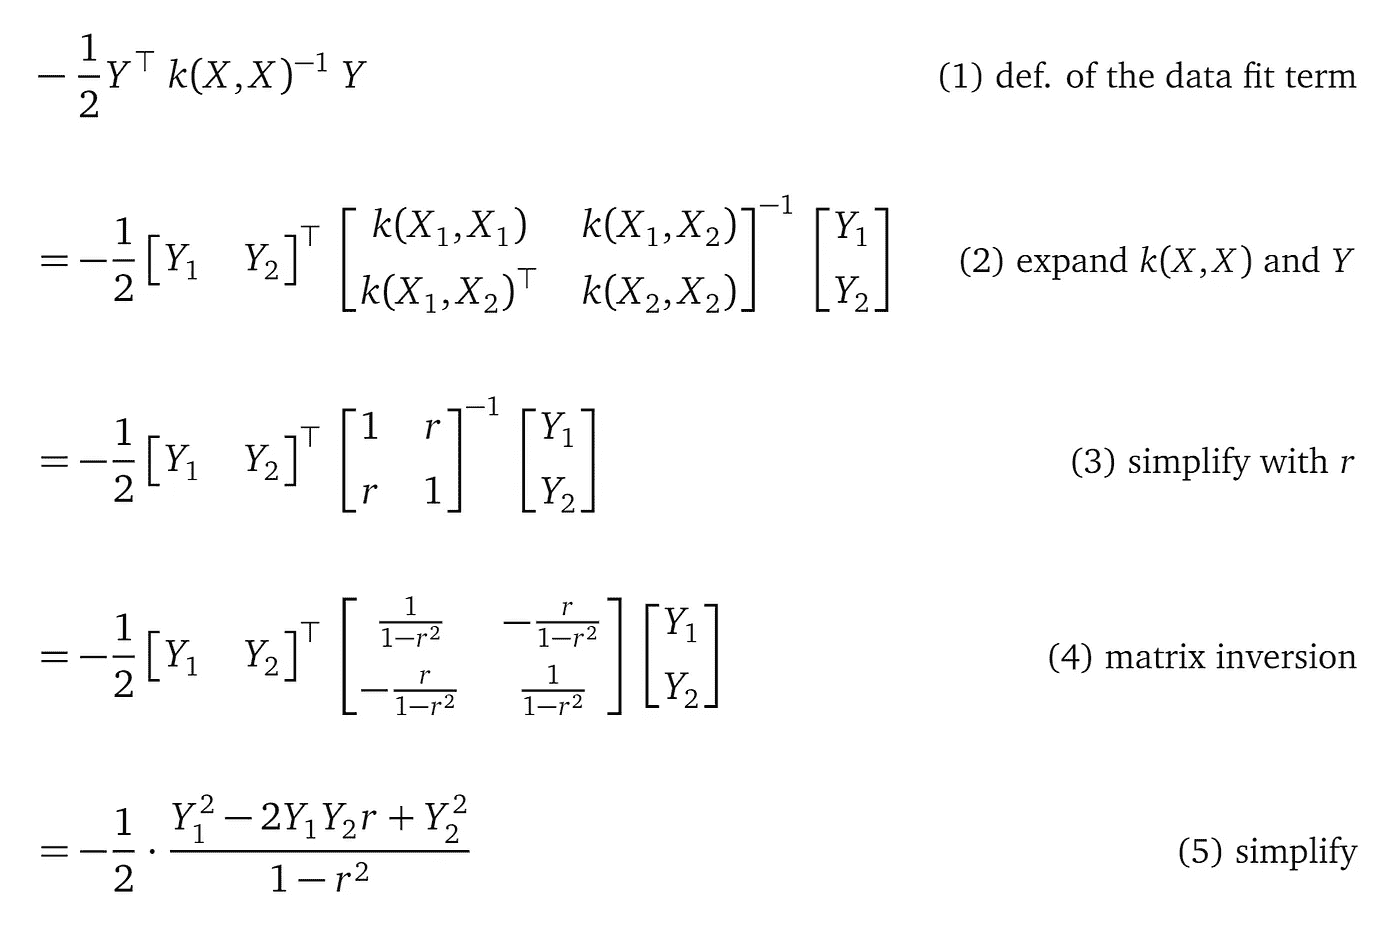 $-\frac{1}{2} Y^\top k(X, X)^{-1} Y$ (1) def. of the data fit term
$= -\frac{1}{2} \begin{bmatrix} Y_1 & Y_2 \end{bmatrix}^\top \begin{bmatrix} k(X_1, X_1) & k(X_1, X_2) \\ k(X_1, X_2)^\top & k(X_2, X_2) \end{bmatrix}^{-1} \begin{bmatrix} Y_1 \\ Y_2 \end{bmatrix}$ (2) expand $k(X, X)$ and $Y$
$= -\frac{1}{2} \begin{bmatrix} Y_1 & Y_2 \end{bmatrix}^\top \begin{bmatrix} 1 & r \\ r & 1 \end{bmatrix}^{-1} \begin{bmatrix} Y_1 \\ Y_2 \end{bmatrix}$ (3) simplify with $r$
$= -\frac{1}{2} \begin{bmatrix} Y_1 & Y_2 \end{bmatrix}^\top \begin{bmatrix} \frac{1}{1-r^2} & -\frac{r}{1-r^2} \\ -\frac{r}{1-r^2} & \frac{1}{1-r^2} \end{bmatrix} \begin{bmatrix} Y_1 \\ Y_2 \end{bmatrix}$ (4) matrix inversion
$= -\frac{1}{2} \cdot \frac{Y_1^2 - 2Y_1 Y_2 r + Y_2^2}{1 - r^2}$ (5) simplify